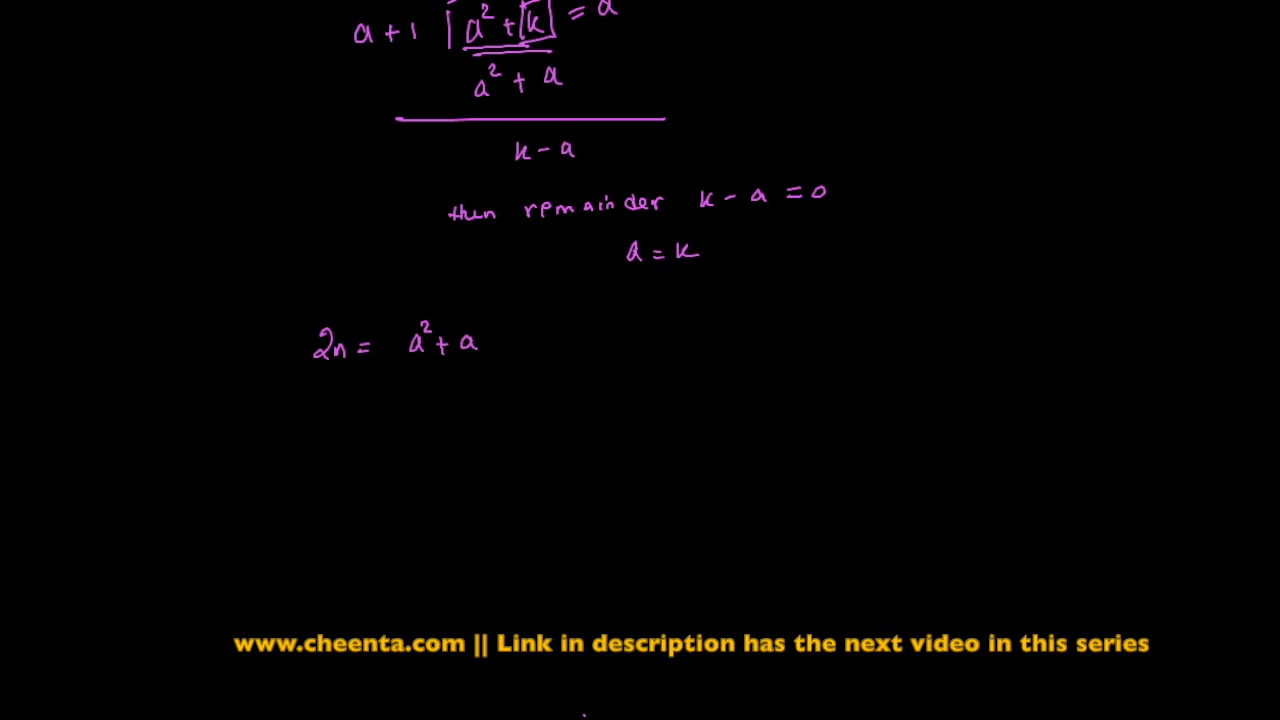 a + 1 | a² + k | = a
a² + a
k - a
then remainder k - a = 0
a = k
2n = a² + a
www.cheenta.com || Link in description has the next video in this series